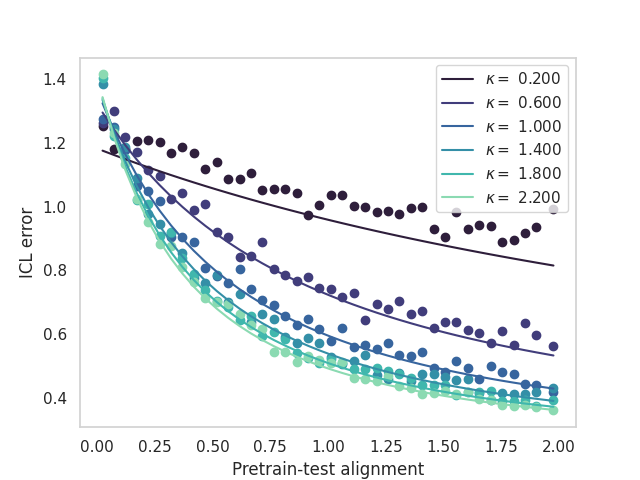 1.4
1.2
1.0
0.8
0.6
0.4
ICL error
κ = 0.200
κ = 0.600
κ = 1.000
κ = 1.400
κ = 1.800
κ = 2.200
0.00 0.25 0.50 0.75 1.00 1.25 1.50 1.75 2.00
Pretrain-test alignment